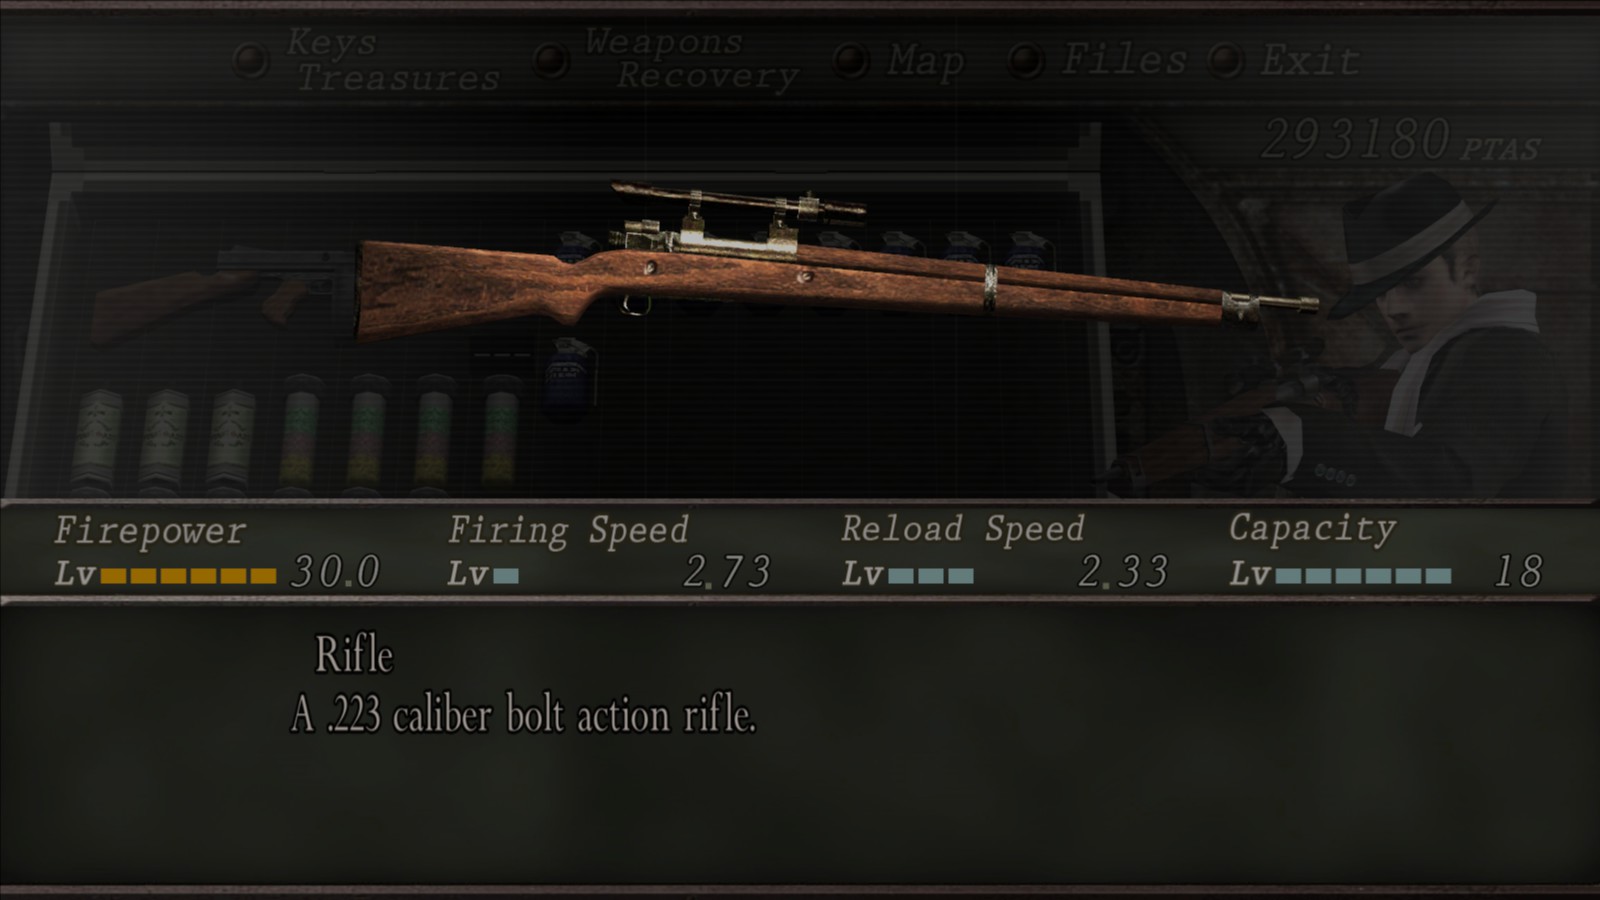 Keys Treasures
Weapons Recovery
Map
Files
Exit
293180 PTAS
Firepower
Lv 30.0
Firing Speed
Lv 2.73
Reload Speed
Lv 2.33
Capacity
Lv 18
Rifle
A .223 caliber bolt action rifle.